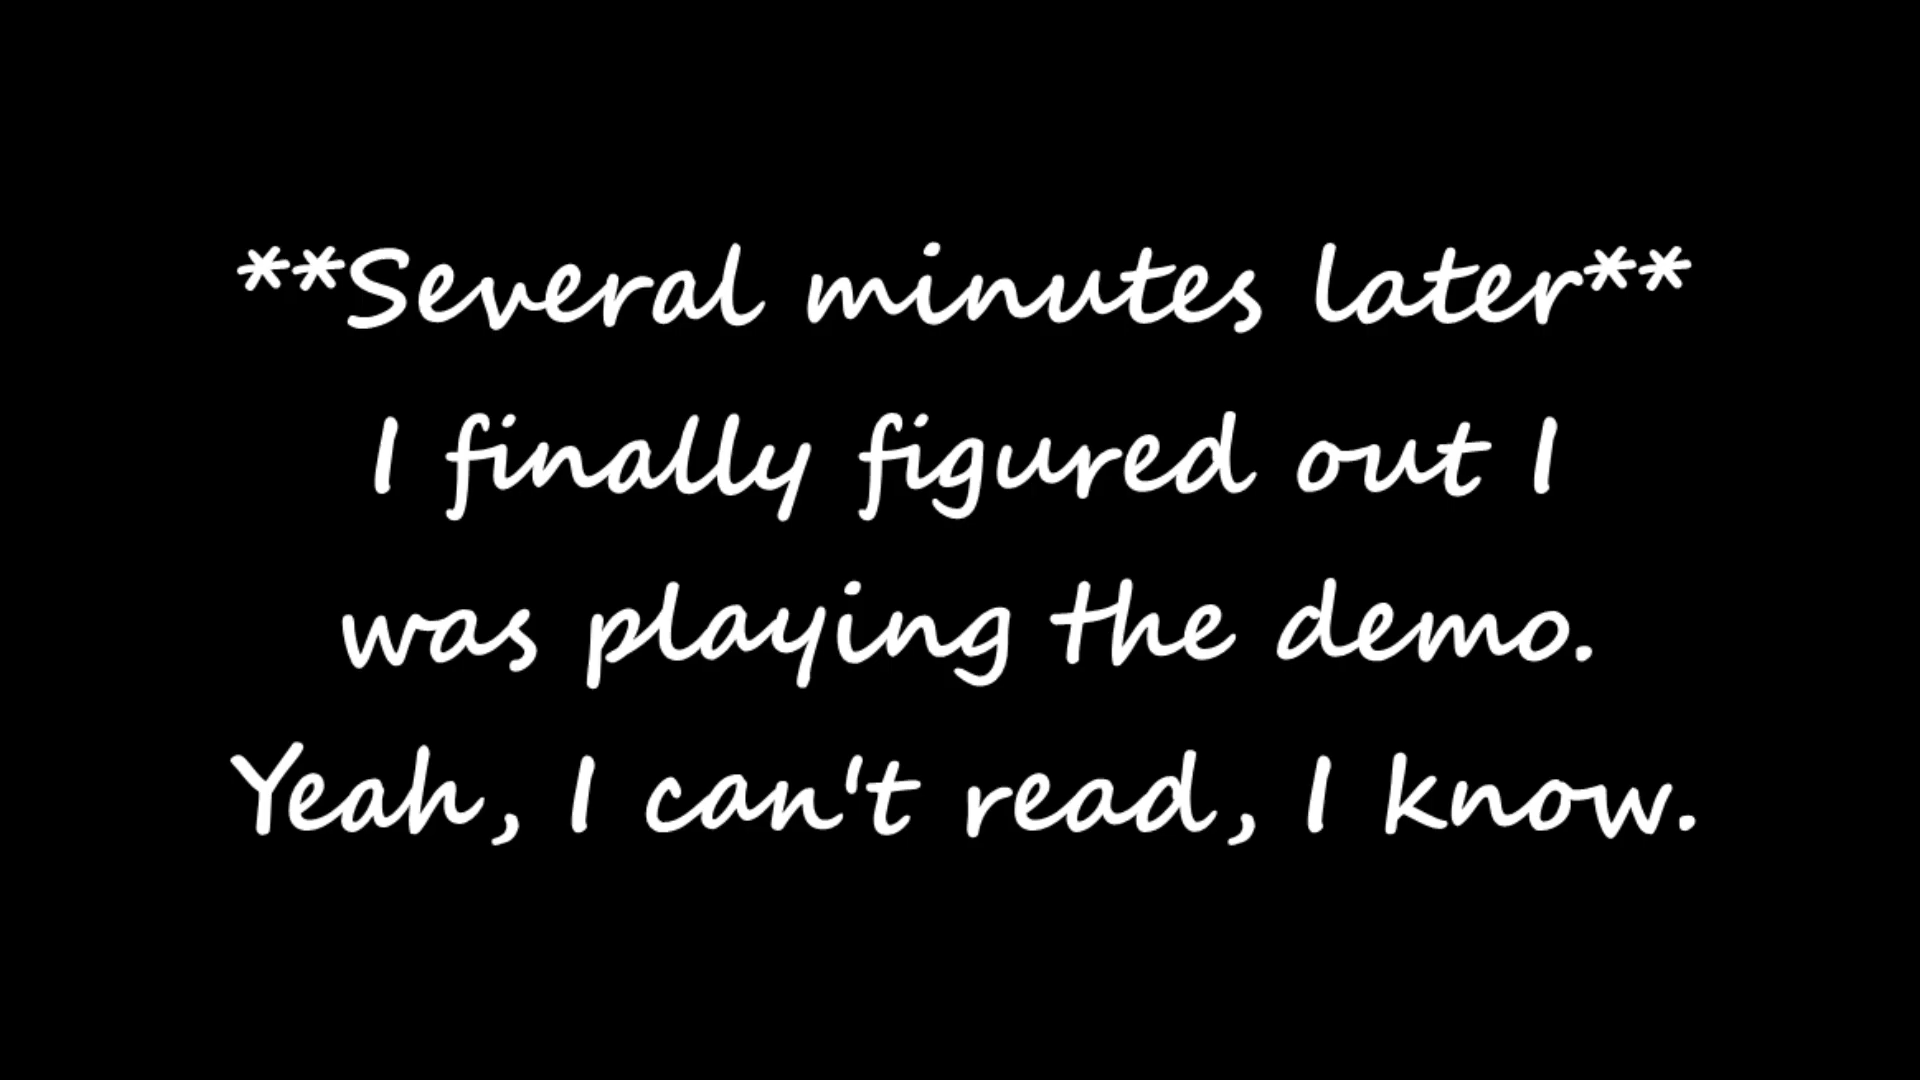 **Several minutes later**
I finally figured out I
was playing the demo.
Yeah, I can't read, I know.